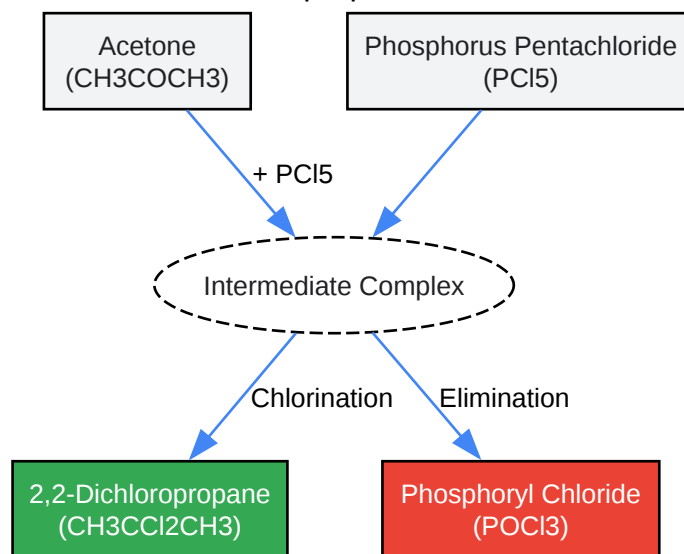 Acetone
(CH3COCH3)
Phosphorus Pentachloride
(PCl5)
+ PCl5
Intermediate Complex
Chlorination
Elimination
2,2-Dichloropropane
(CH3CCl2CH3)
Phosphoryl Chloride
(POCl3)